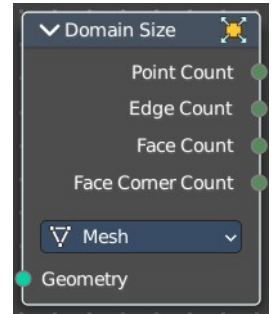 Domain Size
Point Count
Edge Count
Face Count
Face Corner Count
Mesh
Geometry